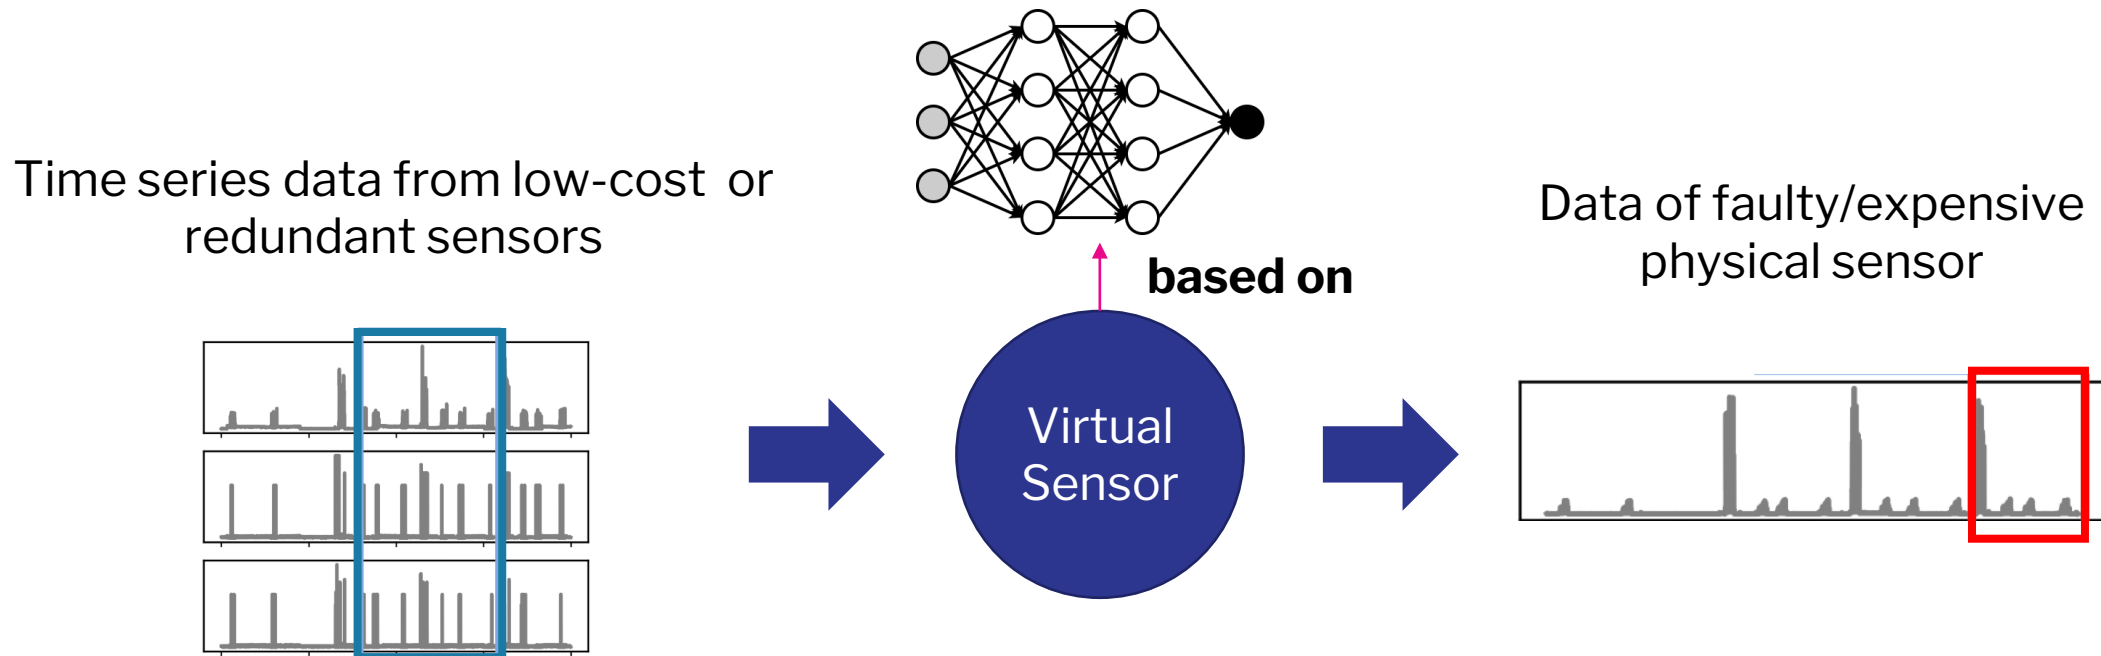 Time series data from low-cost or
redundant sensors
based on
Virtual
Sensor
Data of faulty/expensive
physical sensor